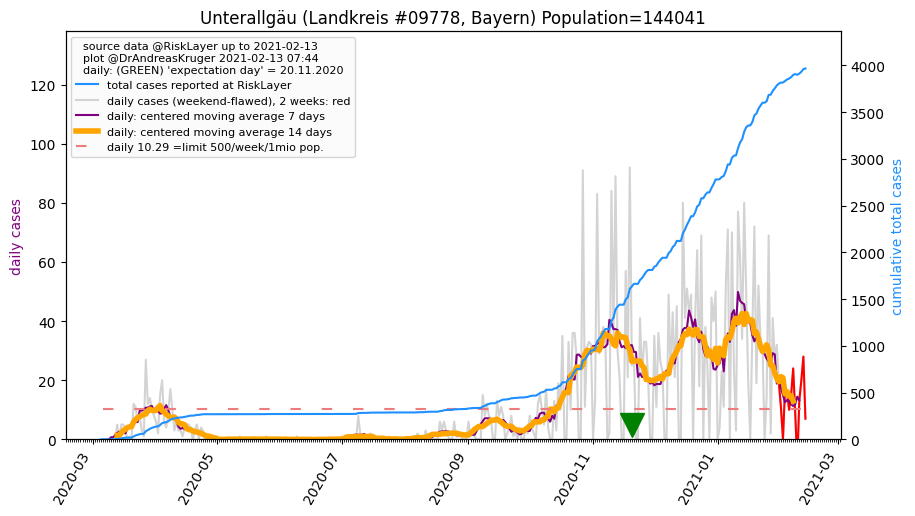 Unterallgäu (Landkreis #09778, Bayern) Population=144041
source data @RiskLayer up to 2021-02-13
plot @DrAndreasKruger 2021-02-13 07:44
daily: (GREEN) 'expectation day' = 20.11.2020
total cases reported at RiskLayer
daily cases (weekend-flawed), 2 weeks: red
daily: centered moving average 7 days
daily: centered moving average 14 days
daily 10.29 =limit 500/week/1mio pop.
daily cases
120
100
80
60
40
20
0
4000
3500
3000
2500
2000
1500
1000
500
0
cumulative total cases
2020-03
2020-05
2020-07
2020-09
2020-11
2021-01
2021-03